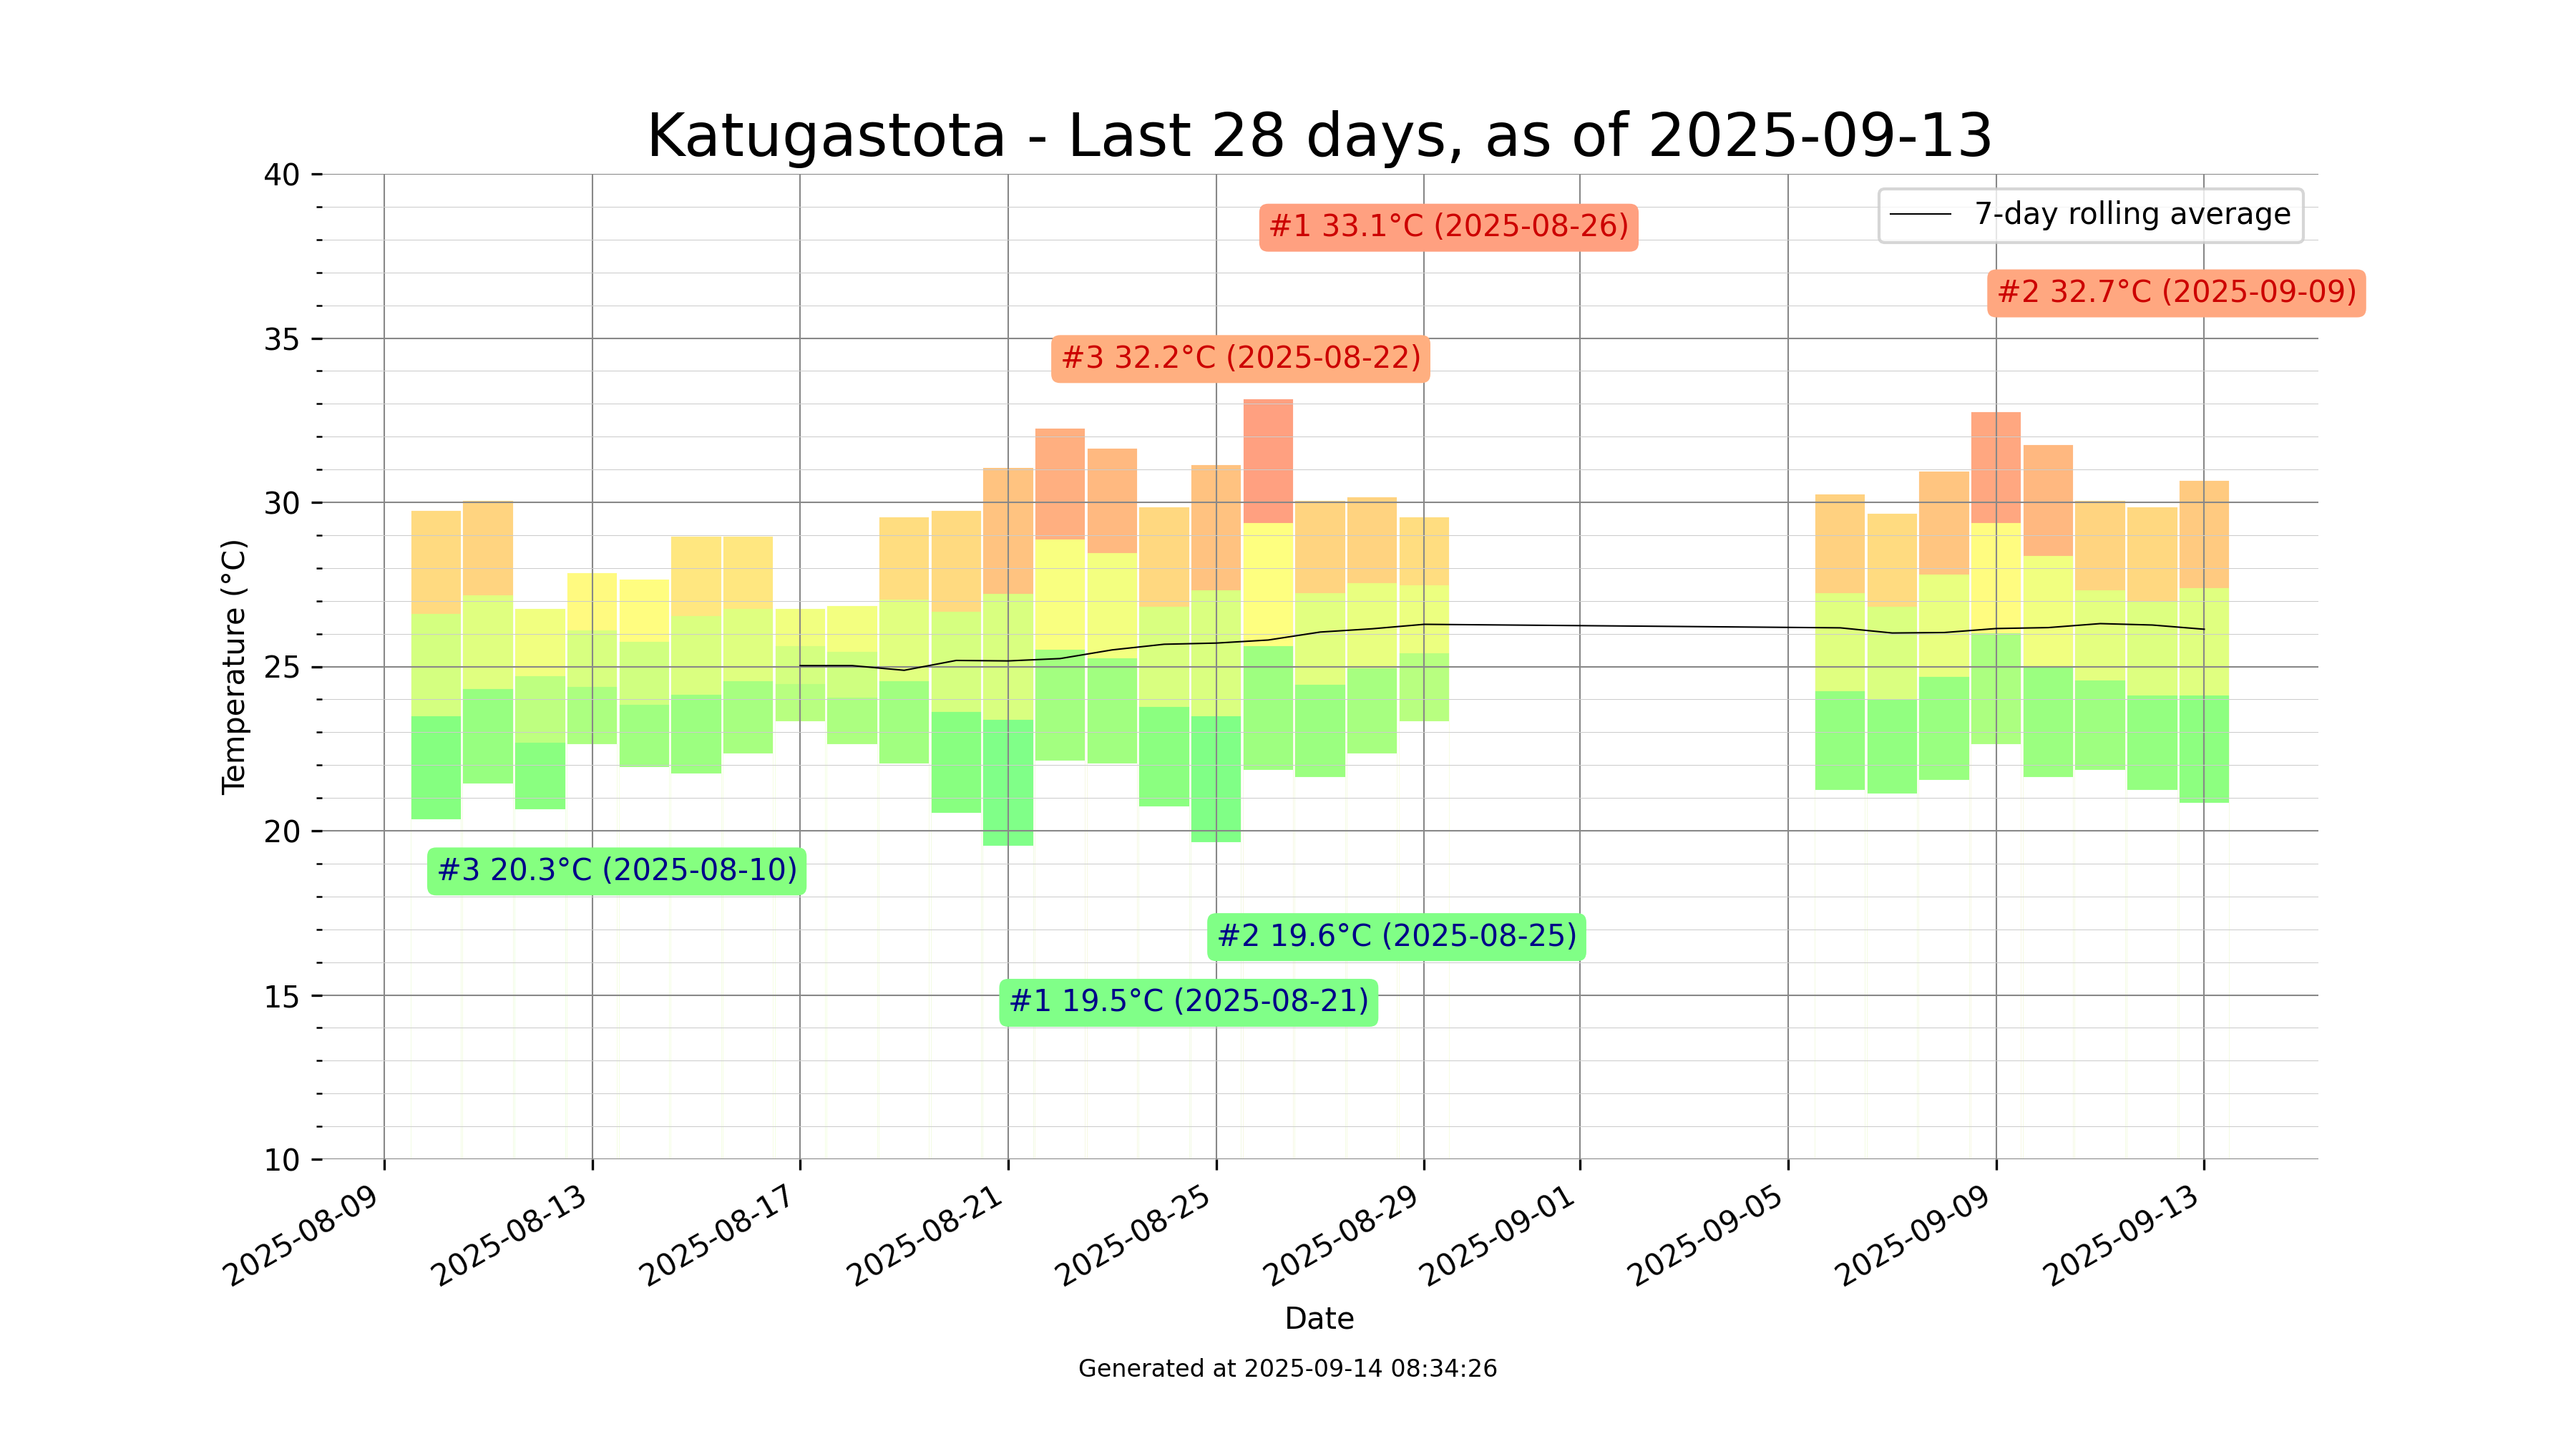 Katugastota - Last 28 days, as of 2025-09-13
7-day rolling average
#1 33.1°C (2025-08-26)
#2 32.7°C (2025-09-09)
#3 32.2°C (2025-08-22)
#3 20.3°C (2025-08-10)
#2 19.6°C (2025-08-25)
#1 19.5°C (2025-08-21)
Temperature (°C)
40
35
30
25
20
15
10
2025-08-09
2025-08-13
2025-08-17
2025-08-21
2025-08-25
2025-08-29
2025-09-01
2025-09-05
2025-09-09
2025-09-13
Date
Generated at 2025-09-14 08:34:26